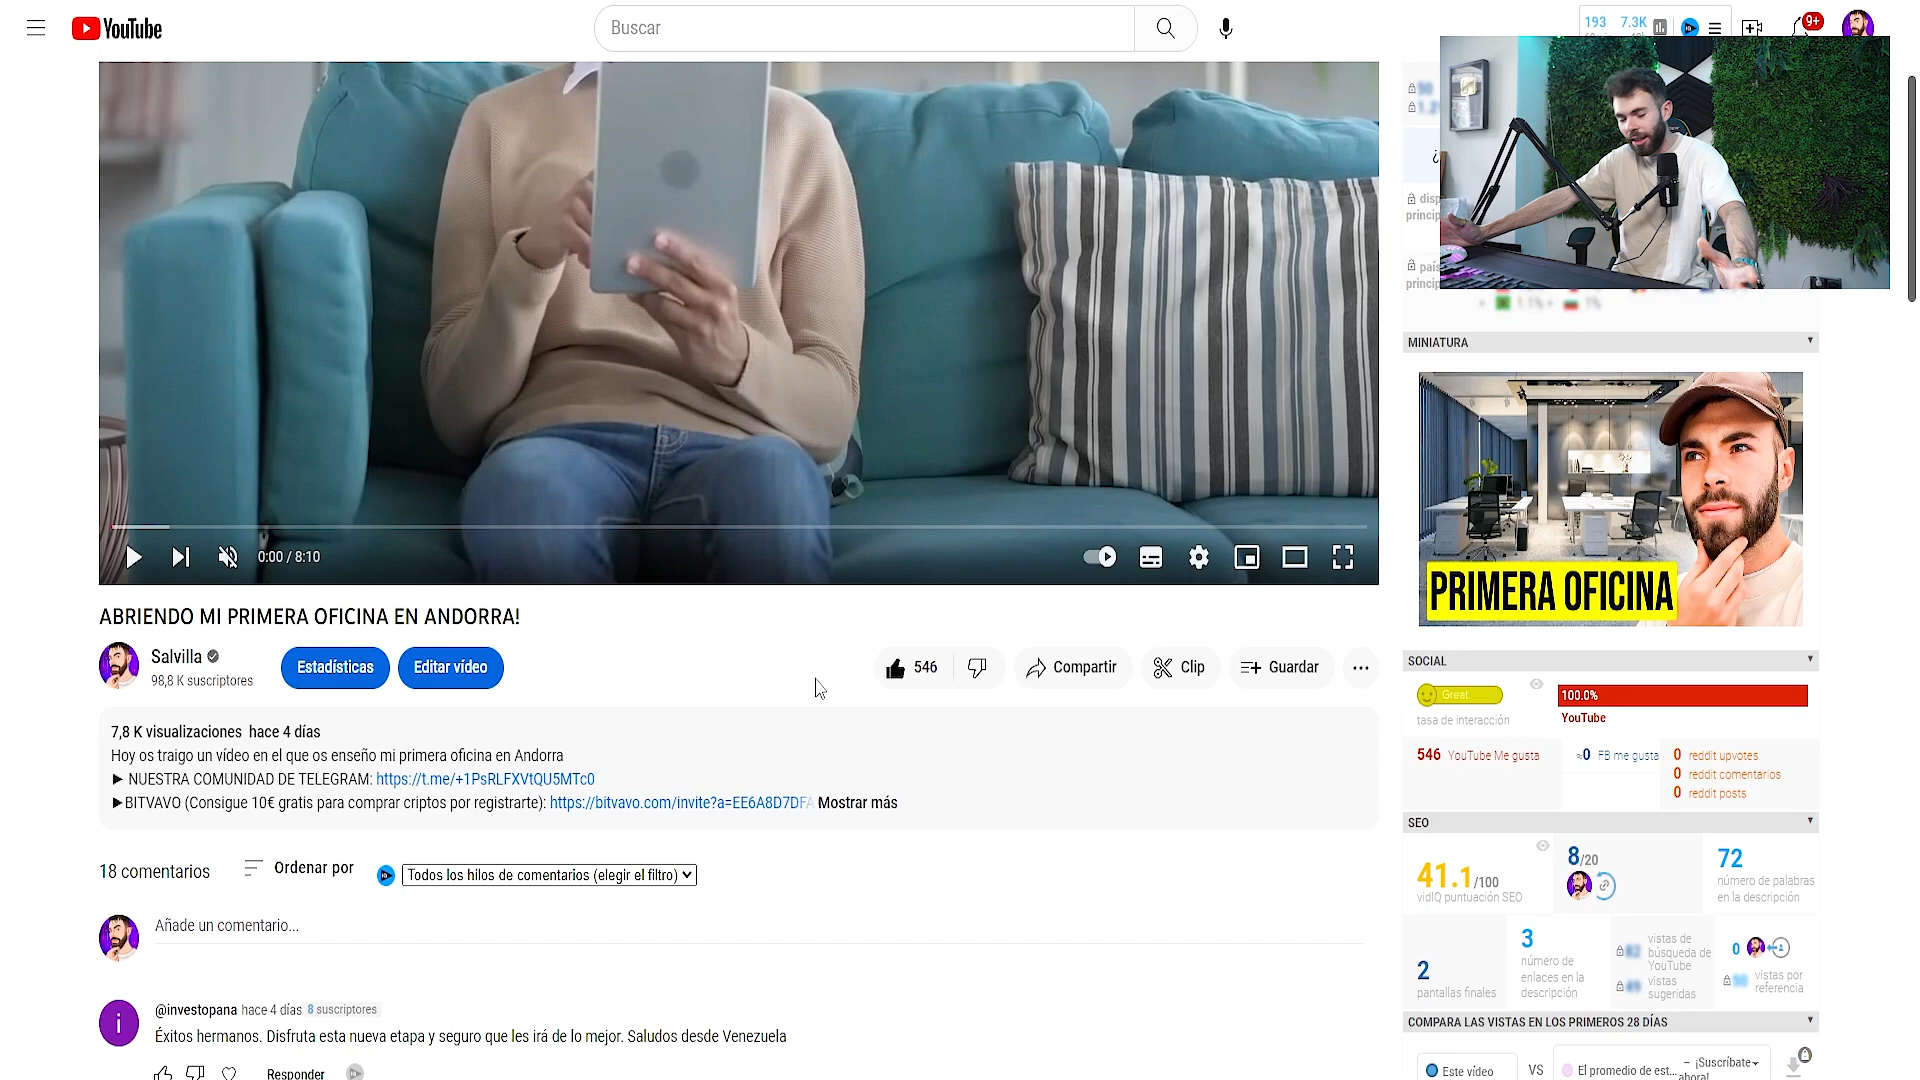 YouTube
Buscar
193 7.3K
9+
0:00 / 8:10
ABRIENDO MI PRIMERA OFICINA EN ANDORRA!
Salvilla
98,8 K suscriptores
Estadísticas
Editar vídeo
546
Compartir
Clip
Guardar
7,8 K visualizaciones hace 4 días
Hoy os traigo un vídeo en el que os enseño mi primera oficina en Andorra
► NUESTRA COMUNIDAD DE TELEGRAM: https://t.me/+1PsRLFXVtQU5MTc0
►BITVAVO (Consigue 10€ gratis para comprar criptos por registrarte): https://bitvavo.com/invite?a=EE6A8D7DFA Mostrar más
18 comentarios
Ordenar por
Todos los hilos de comentarios (elegir el filtro)
Añade un comentario...
@investopana hace 4 días 8 suscriptores
Éxitos hermanos. Disfruta esta nueva etapa y seguro que les irá de lo mejor. Saludos desde Venezuela
Responder
disp
princip
país
princip
MINIATURA
PRIMERA OFICINA
SOCIAL
Great
tasa de interacción
100.0%
YouTube
546 YouTube Me gusta
≈0 FB me gusta
0 reddit upvotes
0 reddit comentarios
0 reddit posts
SEO
41.1/100
vidIQ puntuación SEO
8/20
72
número de palabras
en la descripción
2
pantallas finales
3
número de
enlaces en la
descripción
vistas de
búsqueda de
YouTube
vistas
sugeridas
0
vistas por
referencia
COMPARA LAS VISTAS EN LOS PRIMEROS 28 DÍAS
Este vídeo
VS
El promedio de est...
– ¡Suscríbate
ahora!